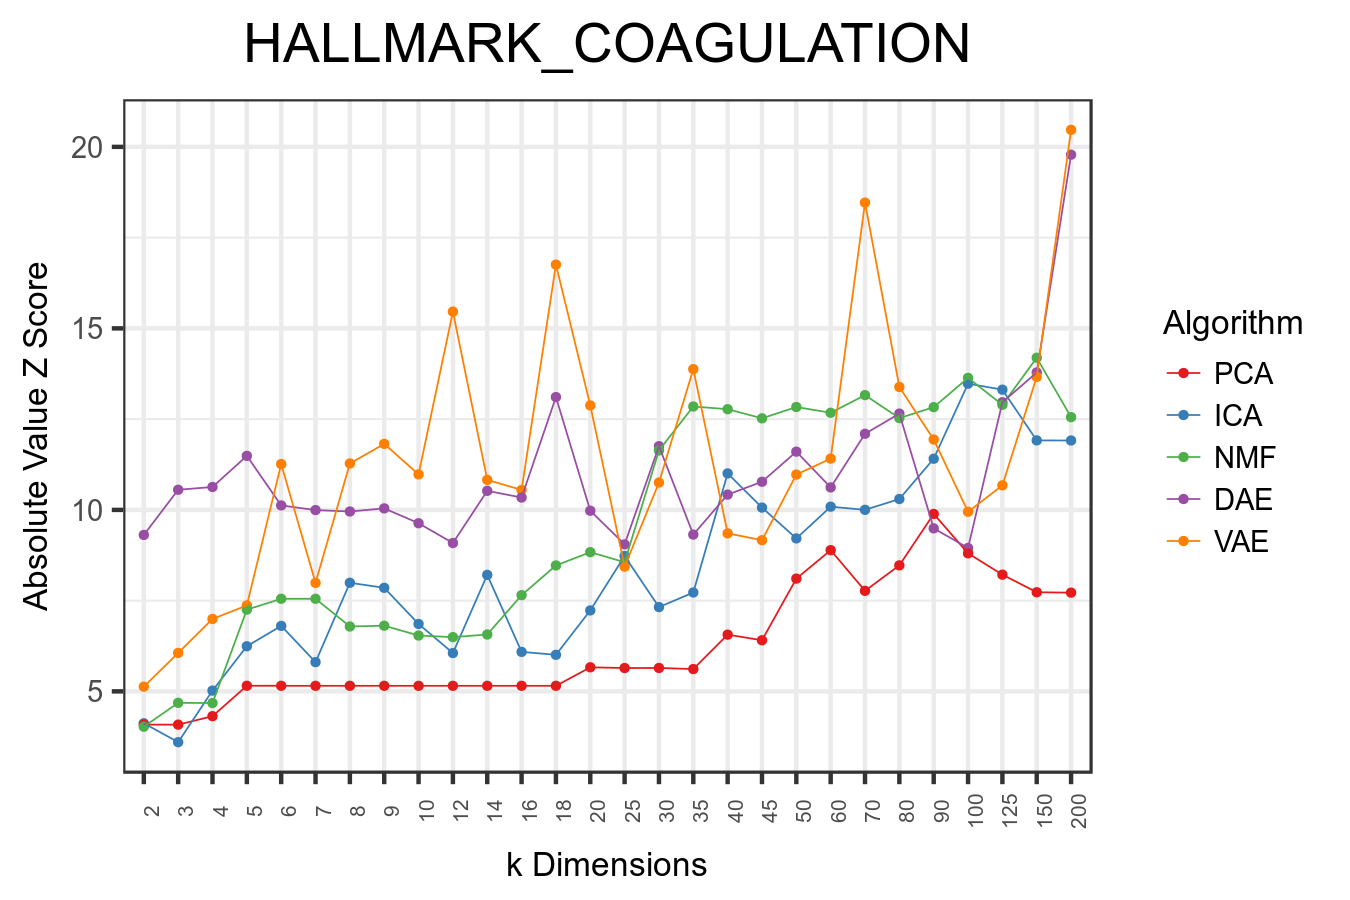 HALLMARK_COAGULATION
Absolute Value Z Score
20
15
10
5
2 3 4 5 6 7 8 9 10 12 14 16 18 20 25 30 35 40 45 50 60 70 80 90 100 125 150 200
k Dimensions
Algorithm
PCA
ICA
NMF
DAE
VAE